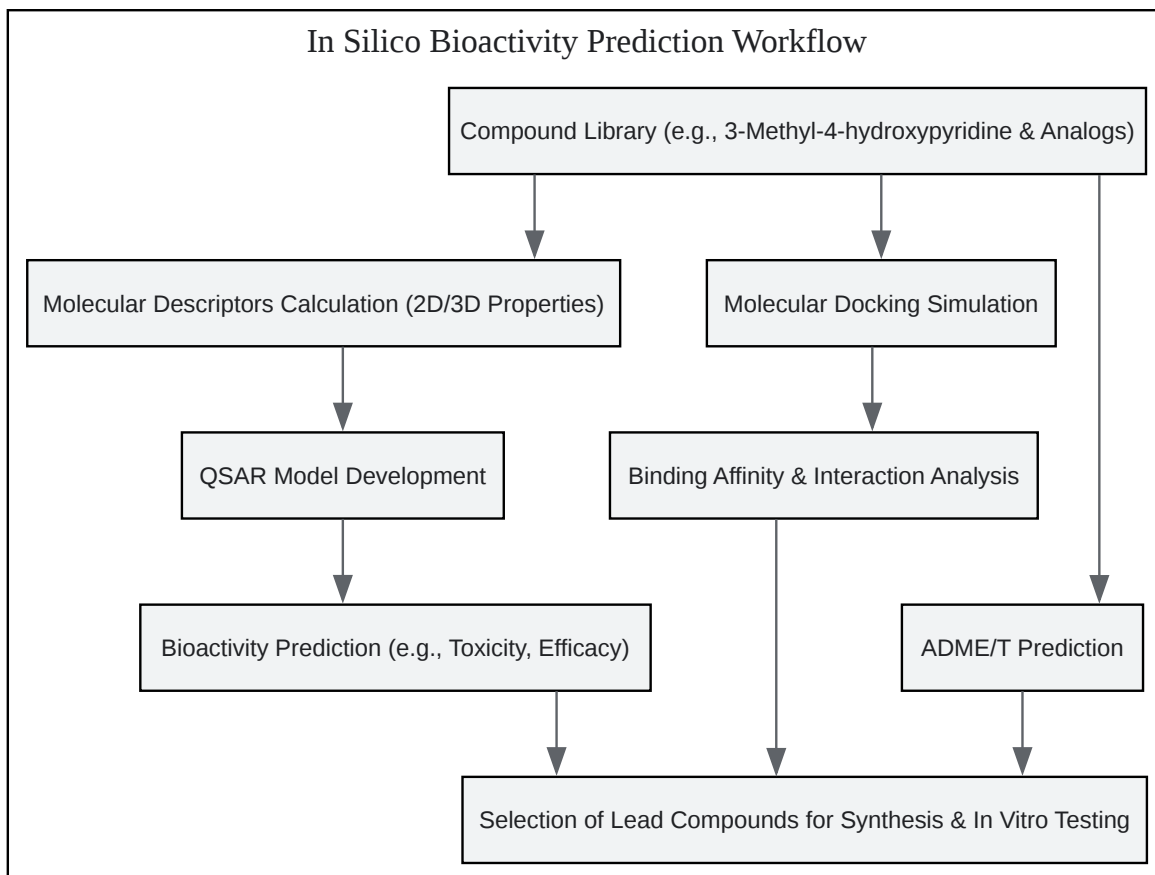 In Silico Bioactivity Prediction Workflow
Compound Library (e.g., 3-Methyl-4-hydroxypyridine & Analogs)
Molecular Descriptors Calculation (2D/3D Properties)
Molecular Docking Simulation
QSAR Model Development
Binding Affinity & Interaction Analysis
Bioactivity Prediction (e.g., Toxicity, Efficacy)
ADME/T Prediction
Selection of Lead Compounds for Synthesis & In Vitro Testing